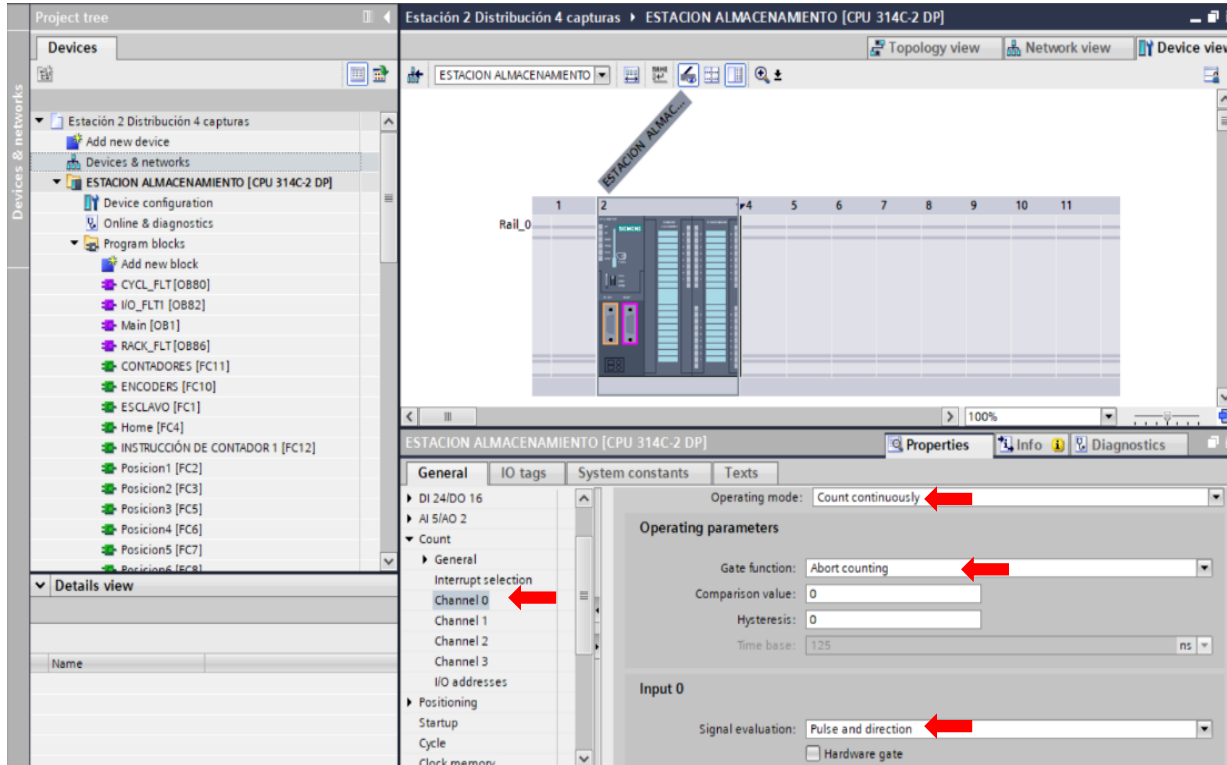 Project tree
Devices
Devices & networks
Estación 2 Distribución 4 capturas
Add new device
Devices & networks
ESTACION ALMACENAMIENTO [CPU 314C-2 DP]
Device configuration
Online & diagnostics
Program blocks
Add new block
CYCL_FLT [OB80]
I/O_FLT1 [OB82]
Main [OB1]
RACK_FLT [OB86]
CONTADORES [FC11]
ENCODERS [FC10]
ESCLAVO [FC1]
Home [FC4]
INSTRUCCIÓN DE CONTADOR 1 [FC12]
Posicion1 [FC2]
Posicion2 [FC3]
Posicion3 [FC5]
Posicion4 [FC6]
Posicion5 [FC7]
Posicion6 [FC8]
Details view
Name
Estación 2 Distribución 4 capturas ESTACION ALMACENAMIENTO [CPU 314C-2 DP]
Topology view Network view Device view
ESTACION ALMACENAMIENTO
ESTACION ALMAC...
1 2 4 5 6 7 8 9 10 11
Rail_0
SIEMENS
100%
ESTACION ALMACENAMIENTO [CPU 314C-2 DP]
Properties Info Diagnostics
General IO tags System constants Texts
DI 24/DO 16
AI 5/AO 2
Count
General
Interrupt selection
Channel 0
Channel 1
Channel 2
Channel 3
I/O addresses
Positioning
Startup
Cycle
Clock memory
Operating mode: Count continuously
Operating parameters
Gate function: Abort counting
Comparison value: 0
Hysteresis: 0
Time base: 125 ns
Input 0
Signal evaluation: Pulse and direction
Hardware gate